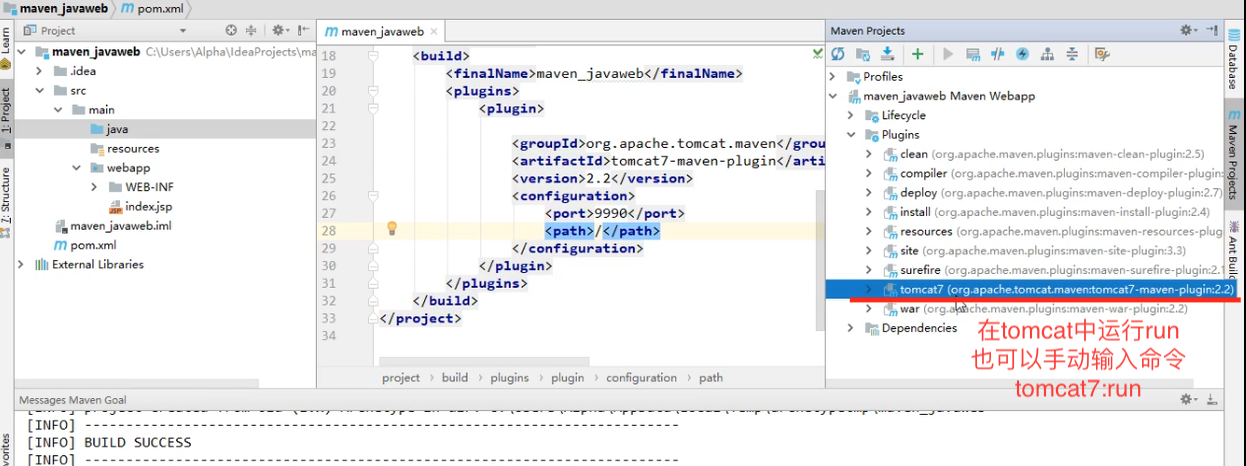 maven_javaweb
pom.xml
Learn
1: Project
7: Structure
Project
maven_javaweb C:\Users\Alpha\IdeaProjects\ma
.idea
src
main
java
resources
webapp
WEB-INF
index.jsp
maven_javaweb.iml
pom.xml
External Libraries
maven_javaweb
18 <build>
19 <finalName>maven_javaweb</finalName>
20 <plugins>
21 <plugin>
22
23 <groupId>org.apache.tomcat.maven</grou
24 <artifactId>tomcat7-maven-plugin</arti
25 <version>2.2</version>
26 <configuration>
27 <port>9990</port>
28 <path>/</path>
29 </configuration>
30 </plugin>
31 </plugins>
32 </build>
33 </project>
34
project › build › plugins › plugin › configuration › path
Maven Projects
Profiles
maven_javaweb Maven Webapp
Lifecycle
Plugins
clean (org.apache.maven.plugins:maven-clean-plugin:2.5)
compiler (org.apache.maven.plugins:maven-compiler-plugin:
deploy (org.apache.maven.plugins:maven-deploy-plugin:2.7)
install (org.apache.maven.plugins:maven-install-plugin:2.4)
resources (org.apache.maven.plugins:maven-resources-plug
site (org.apache.maven.plugins:maven-site-plugin:3.3)
surefire (org.apache.maven.plugins:maven-surefire-plugin:2.1
tomcat7 (org.apache.tomcat.maven:tomcat7-maven-plugin:2.2)
war (org.apache.maven.plugins:maven-war-plugin:2.2)
Dependencies
在tomcat中运行run
也可以手动输入命令
tomcat7:run
Database
Maven Projects
Ant Build
Messages Maven Goal
[INFO] ------------------------------------------------------------------------
[INFO] BUILD SUCCESS
[INFO] ------------------------------------------------------------------------
vorites